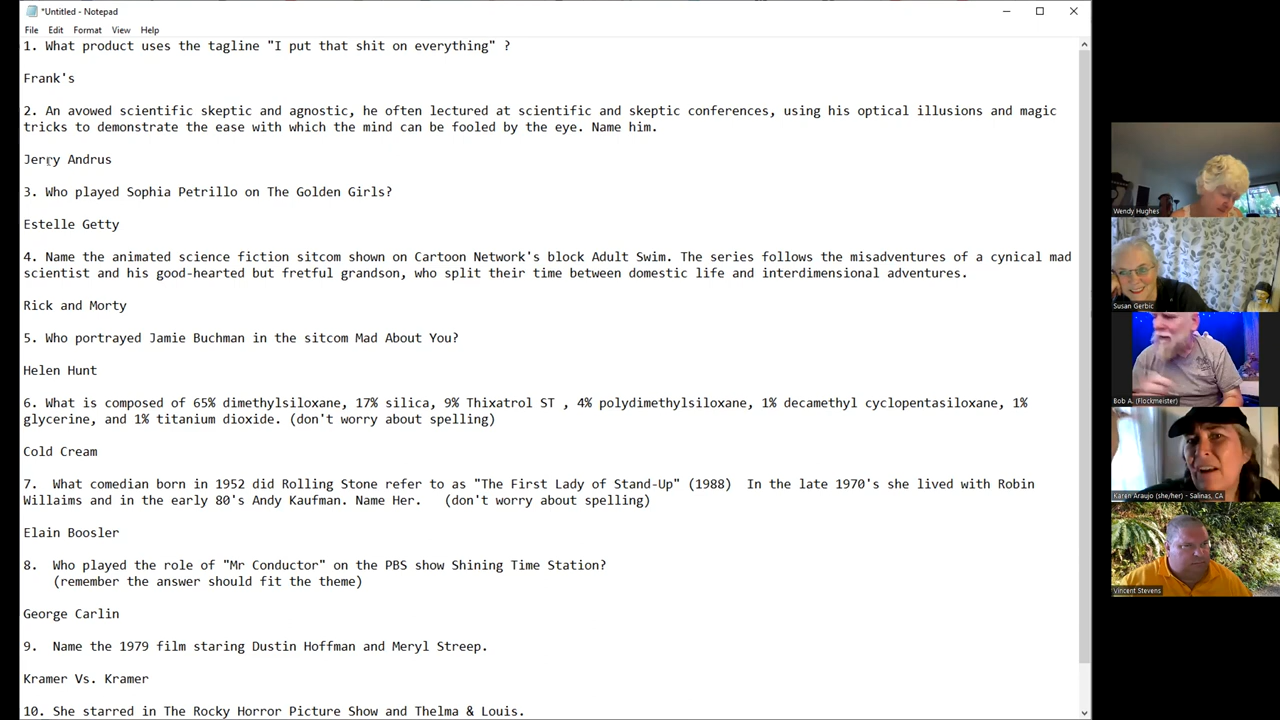 *Untitled - Notepad
File Edit Format View Help
1. What product uses the tagline "I put that shit on everything" ?
Frank's
2. An avowed scientific skeptic and agnostic, he often lectured at scientific and skeptic conferences, using his optical illusions and magic
tricks to demonstrate the ease with which the mind can be fooled by the eye. Name him.
Jerry Andrus
3. Who played Sophia Petrillo on The Golden Girls?
Estelle Getty
4. Name the animated science fiction sitcom shown on Cartoon Network's block Adult Swim. The series follows the misadventures of a cynical mad
scientist and his good-hearted but fretful grandson, who split their time between domestic life and interdimensional adventures.
Rick and Morty
5. Who portrayed Jamie Buchman in the sitcom Mad About You?
Helen Hunt
6. What is composed of 65% dimethylsiloxane, 17% silica, 9% Thixatrol ST , 4% polydimethylsiloxane, 1% decamethyl cyclopentasiloxane, 1%
glycerine, and 1% titanium dioxide. (don't worry about spelling)
Cold Cream
7. What comedian born in 1952 did Rolling Stone refer to as "The First Lady of Stand-Up" (1988) In the late 1970's she lived with Robin
Willaims and in the early 80's Andy Kaufman. Name Her. (don't worry about spelling)
Elain Boosler
8. Who played the role of "Mr Conductor" on the PBS show Shining Time Station?
(remember the answer should fit the theme)
George Carlin
9. Name the 1979 film staring Dustin Hoffman and Meryl Streep.
Kramer Vs. Kramer
10. She starred in The Rocky Horror Picture Show and Thelma & Louis.
Wendy Hughes
Susan Gerbic
Bob A. (Flockmeister)
Karen Araujo (she/her) - Salinas, CA
Vincent Stevens